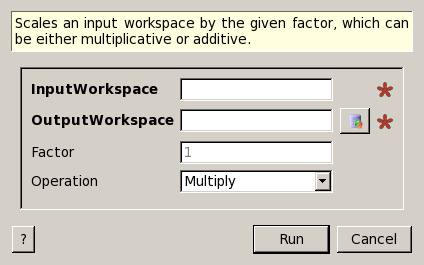 Scales an input workspace by the given factor, which can
be either multiplicative or additive.
InputWorkspace
OutputWorkspace
Factor 1
Operation Multiply
? Run Cancel